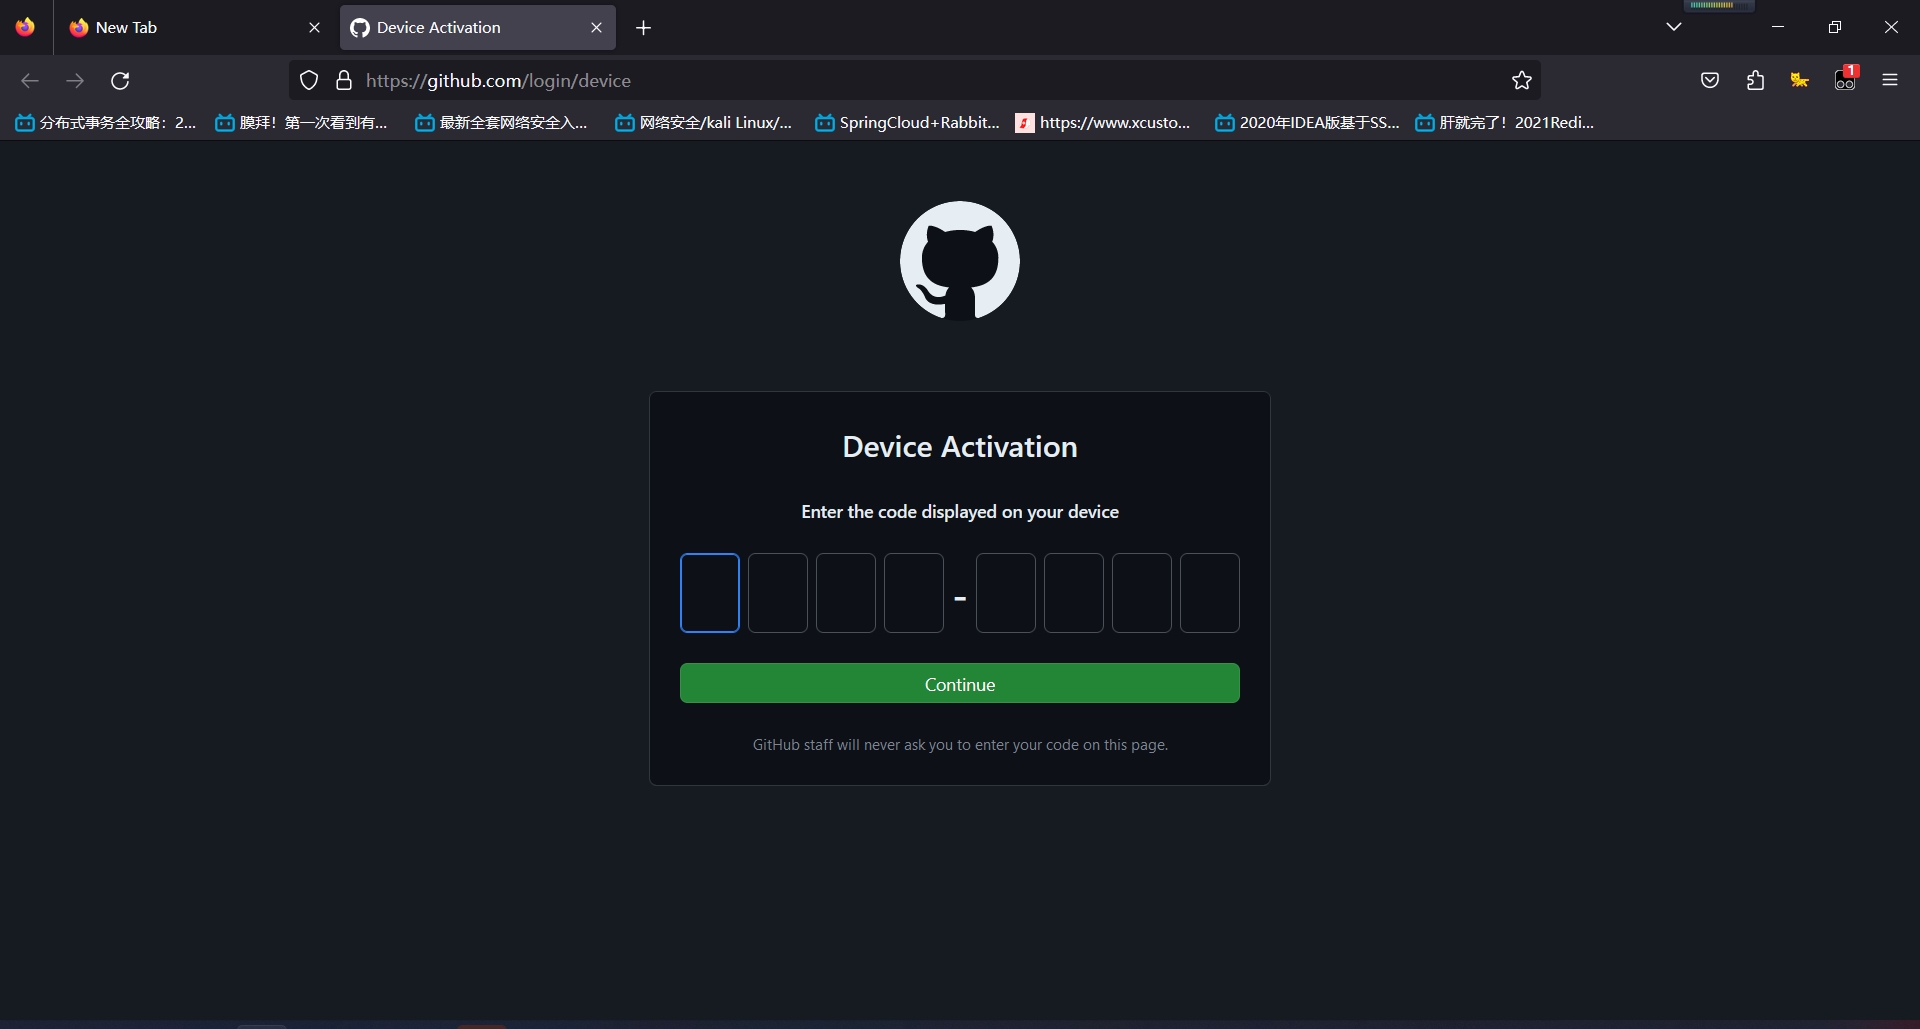 New Tab
Device Activation
https://github.com/login/device
分布式事务全攻略：2...
膜拜！第一次看到有...
最新全套网络安全入...
网络安全/kali Linux/...
SpringCloud+Rabbit...
https://www.xcusto...
2020年IDEA版基于SS...
肝就完了！2021Redi...
1
Device Activation
Enter the code displayed on your device
-
Continue
GitHub staff will never ask you to enter your code on this page.